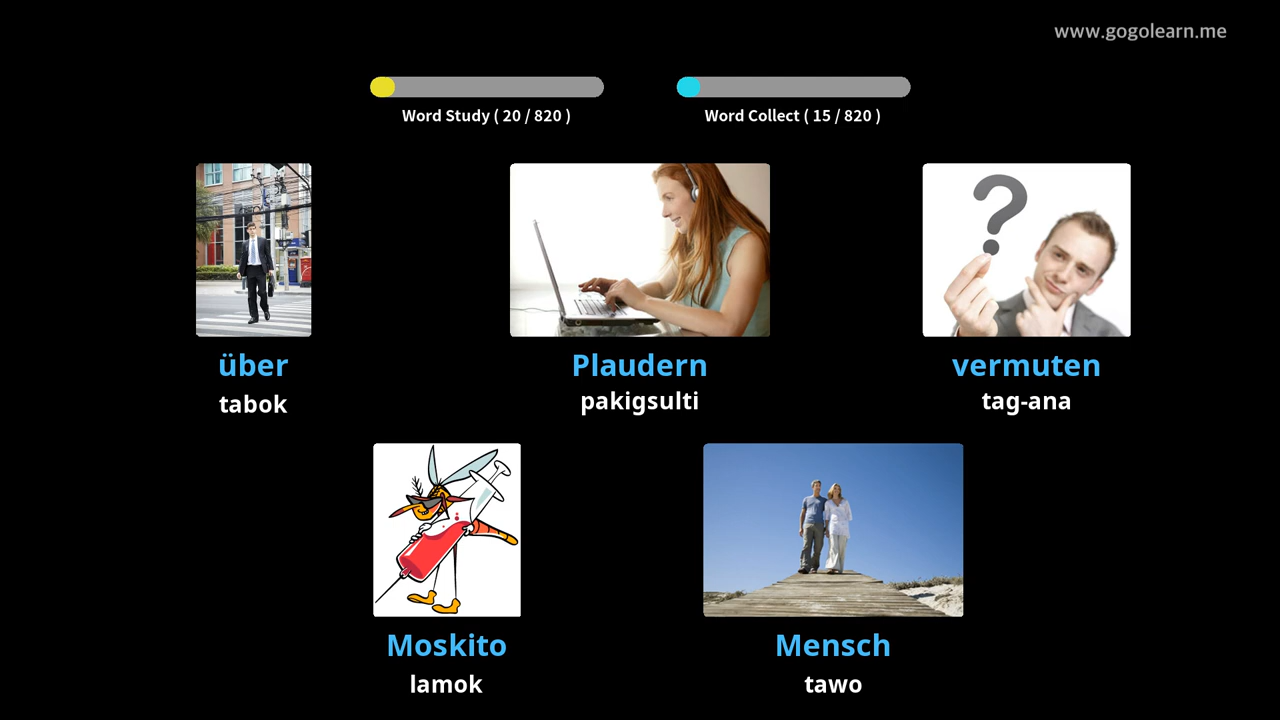 www.gogolearn.me
Word Study ( 20 / 820 )
Word Collect ( 15 / 820 )
über
tabok
Plaudern
pakigsulti
vermuten
tag-ana
Moskito
lamok
Mensch
tawo